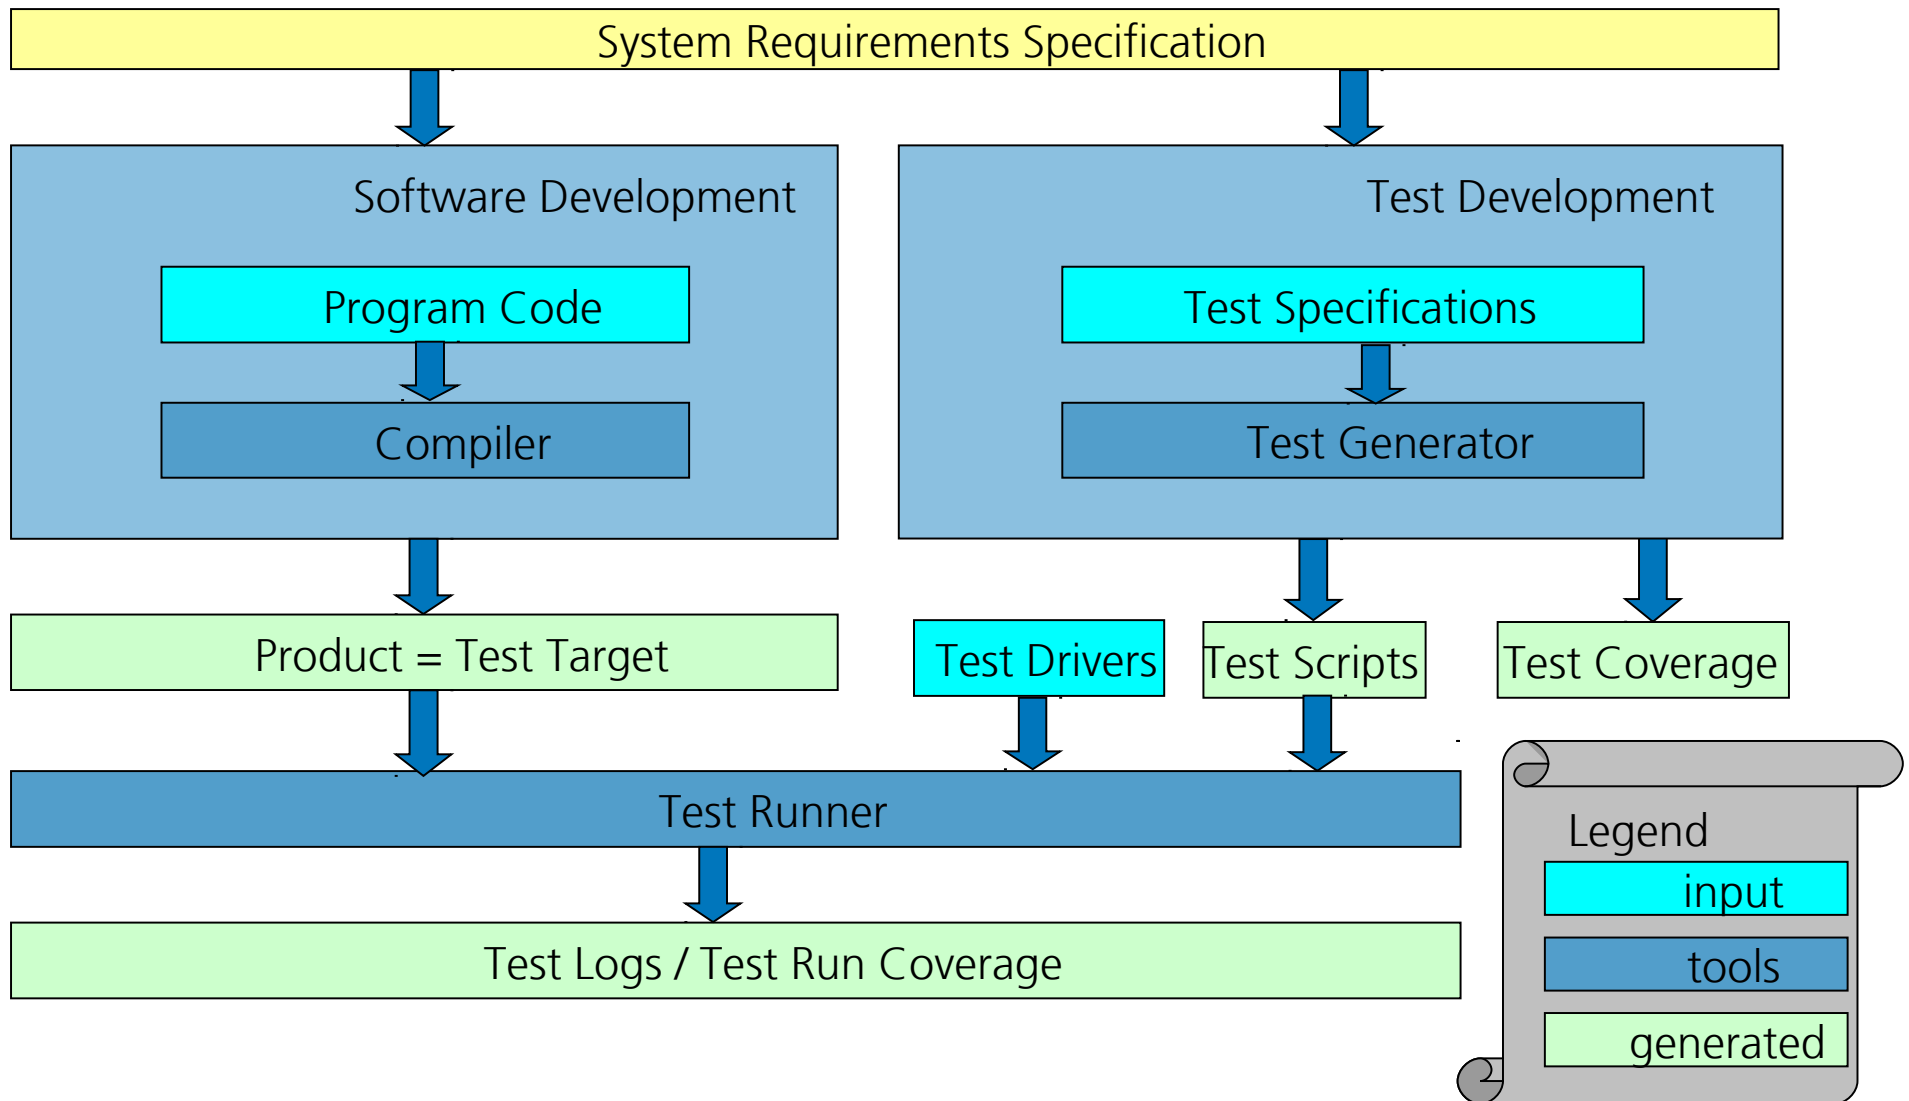 System Requirements Specification
Software Development
Test Development
Program Code
Test Specifications
Compiler
Test Generator
Product = Test Target
Test Drivers
Test Scripts
Test Coverage
Test Runner
Test Logs / Test Run Coverage
Legend
input
tools
generated